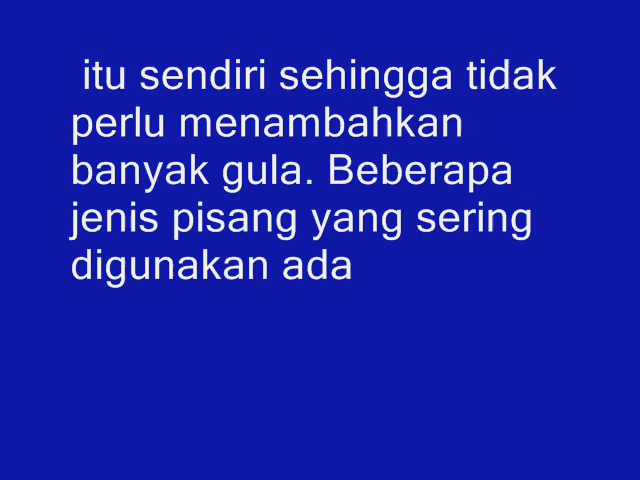 itu sendiri sehingga tidak
perlu menambahkan
banyak gula. Beberapa
jenis pisang yang sering
digunakan ada